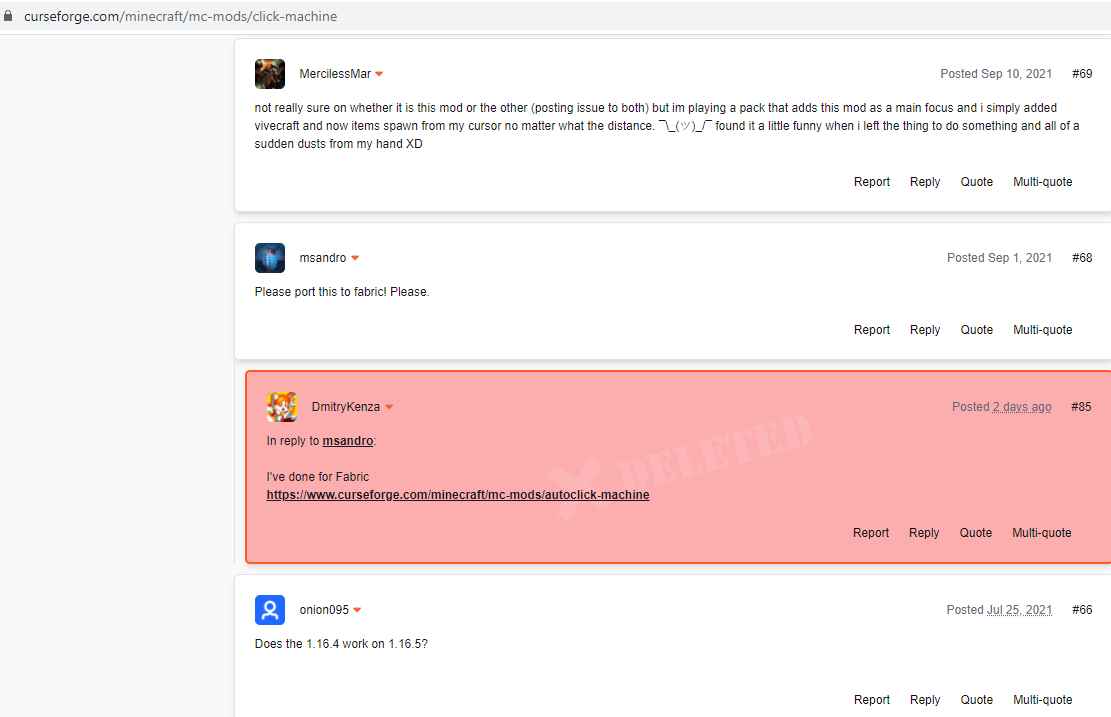 curseforge.com/minecraft/mc-mods/click-machine
MercilessMar
Posted Sep 10, 2021 #69
not really sure on whether it is this mod or the other (posting issue to both) but im playing a pack that adds this mod as a main focus and i simply added
vivecraft and now items spawn from my cursor no matter what the distance. ¯\_(ツ)_/¯ found it a little funny when i left the thing to do something and all of a
sudden dusts from my hand XD
Report Reply Quote Multi-quote
msandro
Posted Sep 1, 2021 #68
Please port this to fabric! Please.
Report Reply Quote Multi-quote
DmitryKenza
Posted 2 days ago #85
In reply to msandro:
DELETED
I've done for Fabric
https://www.curseforge.com/minecraft/mc-mods/autoclick-machine
Report Reply Quote Multi-quote
onion095
Posted Jul 25, 2021 #66
Does the 1.16.4 work on 1.16.5?
Report Reply Quote Multi-quote